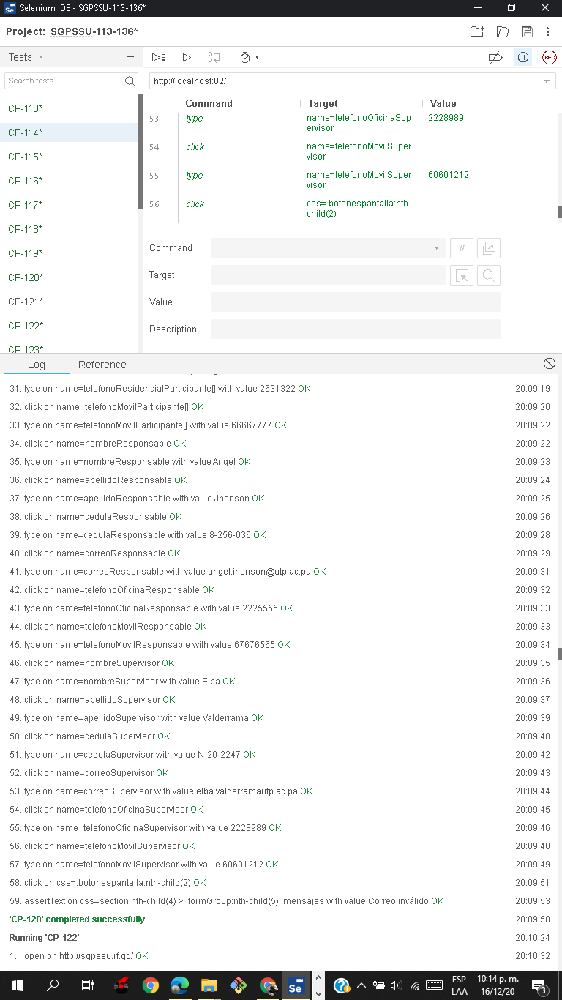 Selenium IDE - SGPSSU-113-136*
Project: SGPSSU-113-136*
Tests
Search tests...
CP-113*
CP-114*
CP-115*
CP-116*
CP-117*
CP-118*
CP-119*
CP-120*
CP-121*
CP-122*
CP-123*
REC
http://localhost:82/
Command Target Value
53 type name=telefonoOficinaSup 2228989
ervisor
54 click name=telefonoMovilSuper
visor
55 type name=telefonoMovilSupe 60601212
rvisor
56 click css=.botonespantalla:nth-
child(2)
Command //
Target
Value
Description
Log Reference
31. type on name=telefonoResidencialParticipante[] with value 2631322 OK 20:09:19
32. click on name=telefonoMovilParticipante[] OK 20:09:20
33. type on name=telefonoMovilParticipante[] with value 66667777 OK 20:09:22
34. click on name=nombreResponsable OK 20:09:22
35. type on name=nombreResponsable with value Angel OK 20:09:23
36. click on name=apellidoResponsable OK 20:09:24
37. type on name=apellidoResponsable with value Jhonson OK 20:09:25
38. click on name=cedulaResponsable OK 20:09:26
39. type on name=cedulaResponsable with value 8-256-036 OK 20:09:28
40. click on name=correoResponsable OK 20:09:29
41. type on name=correoResponsable with value angel.jhonson@utp.ac.pa OK 20:09:31
42. click on name=telefonoOficinaResponsable OK 20:09:32
43. type on name=telefonoOficinaResponsable with value 2225555 OK 20:09:33
44. click on name=telefonoMovilResponsable OK 20:09:33
45. type on name=telefonoMovilResponsable with value 67676565 OK 20:09:34
46. click on name=nombreSupervisor OK 20:09:35
47. type on name=nombreSupervisor with value Elba OK 20:09:36
48. click on name=apellidoSupervisor OK 20:09:37
49. type on name=apellidoSupervisor with value Valderrama OK 20:09:39
50. click on name=cedulaSupervisor OK 20:09:40
51. type on name=cedulaSupervisor with value N-20-2247 OK 20:09:42
52. click on name=correoSupervisor OK 20:09:43
53. type on name=correoSupervisor with value elba.valderramautp.ac.pa OK 20:09:44
54. click on name=telefonoOficinaSupervisor OK 20:09:45
55. type on name=telefonoOficinaSupervisor with value 2228989 OK 20:09:46
56. click on name=telefonoMovilSupervisor OK 20:09:48
57. type on name=telefonoMovilSupervisor with value 60601212 OK 20:09:49
58. click on css=.botonespantalla:nth-child(2) OK 20:09:51
59. assertText on css=section:nth-child(4) > .formGroup:nth-child(5) .mensajes with value Correo inválido OK 20:09:53
'CP-120' completed successfully 20:09:58
Running 'CP-122' 20:10:24
1. open on http://sgpssu.rf.gd/ OK 20:10:32
Se
ESP 10:14 p. m.
LAA 16/12/20
3